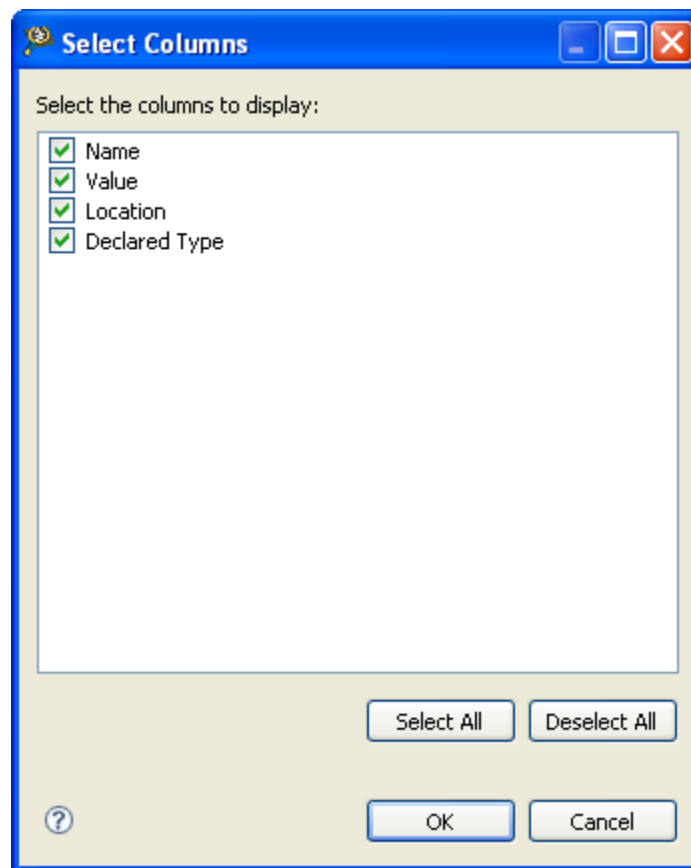 Select Columns
Select the columns to display:
Name
Value
Location
Declared Type
Select All Deselect All
? OK Cancel